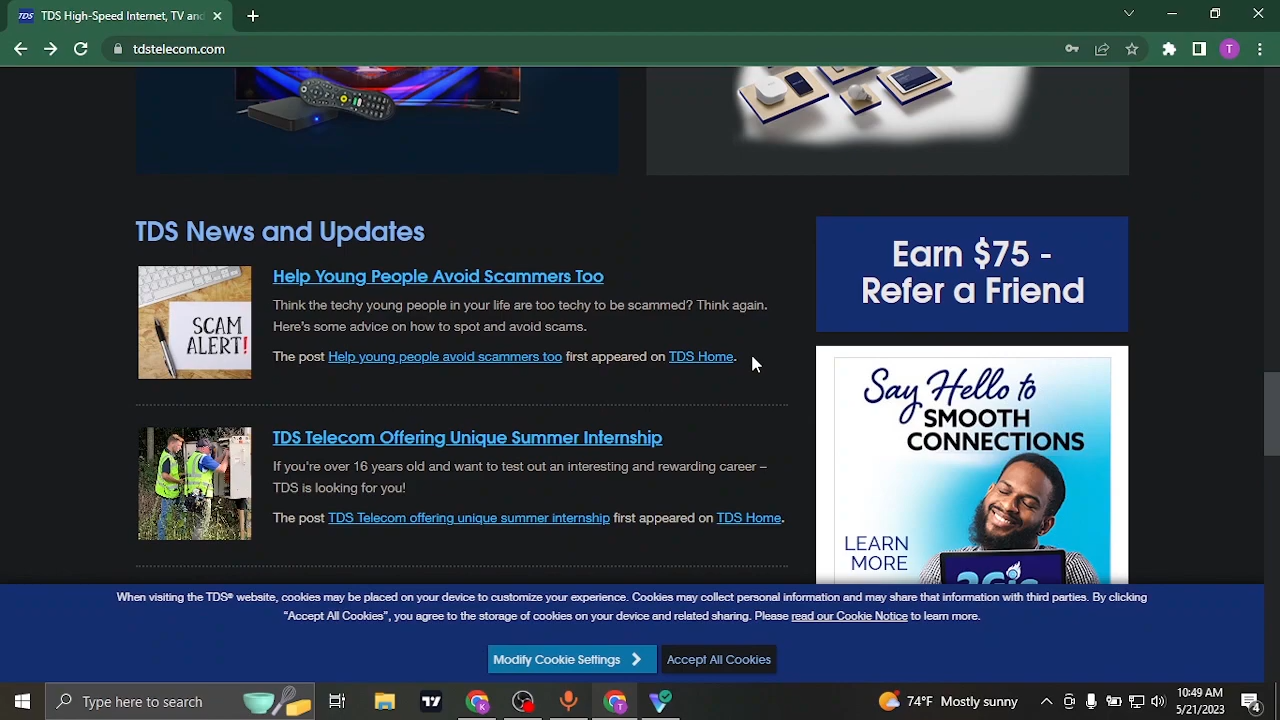 TDS TDS High-Speed Internet, TV and
tdstelecom.com
T
TDS News and Updates
Earn $75 -
Refer a Friend
Help Young People Avoid Scammers Too
Think the techy young people in your life are too techy to be scammed? Think again.
Here's some advice on how to spot and avoid scams.
The post Help young people avoid scammers too first appeared on TDS Home.
SCAM
ALERT!
Say Hello to
SMOOTH
CONNECTIONS
TDS Telecom Offering Unique Summer Internship
If you're over 16 years old and want to test out an interesting and rewarding career –
TDS is looking for you!
The post TDS Telecom offering unique summer internship first appeared on TDS Home.
LEARN
MORE
When visiting the TDS® website, cookies may be placed on your device to customize your experience. Cookies may collect personal information and may share that information with third parties. By clicking
"Accept All Cookies", you agree to the storage of cookies on your device and related sharing. Please read our Cookie Notice to learn more.
Modify Cookie Settings
Accept All Cookies
Type here to search
K
T
74°F Mostly sunny
10:49 AM
5/21/2023
4